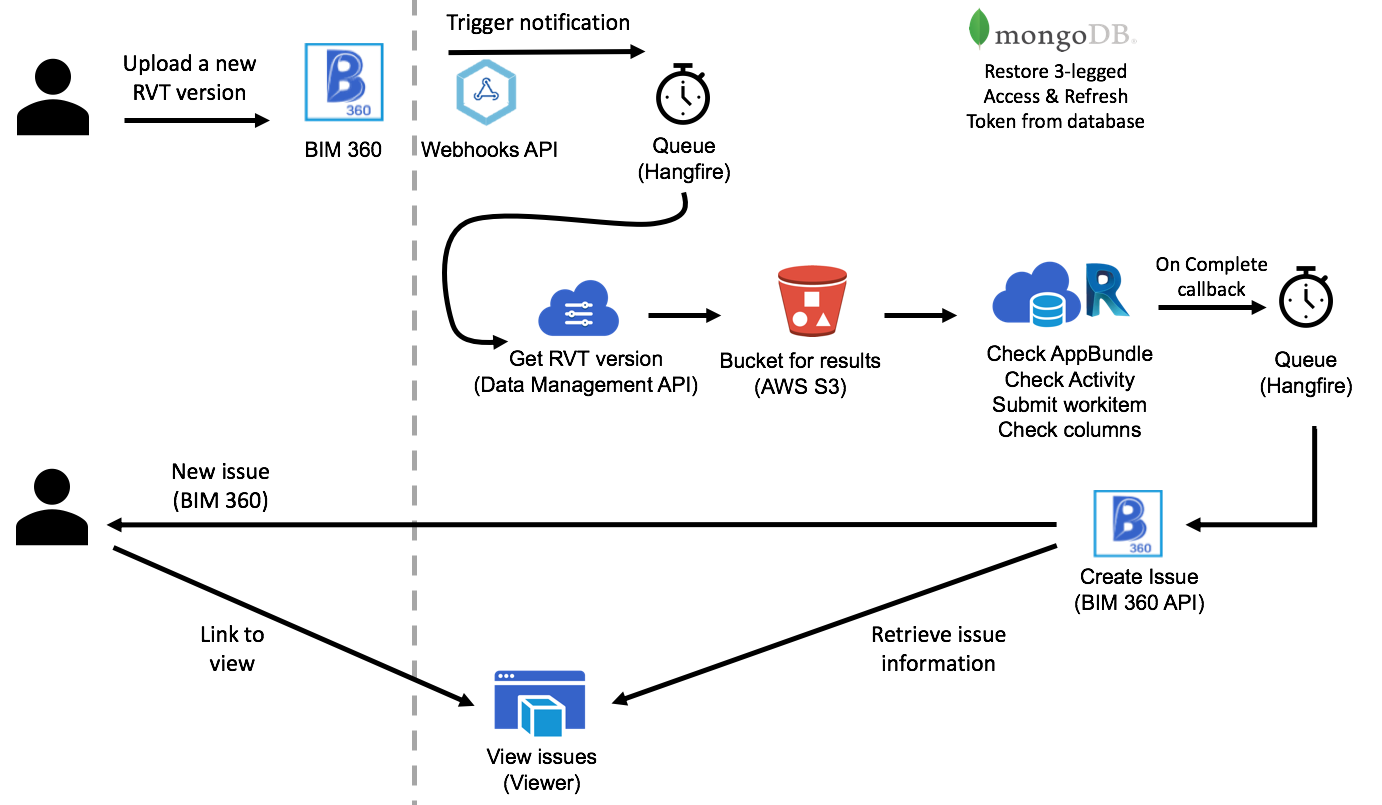 Trigger notification
mongoDB®
Upload a new
RVT version
360
Restore 3-legged
Access & Refresh
Token from database
BIM 360
Webhooks API
Queue
(Hangfire)
On Complete
callback
R
Get RVT version
(Data Management API)
Bucket for results
(AWS S3)
Check AppBundle
Check Activity
Submit workitem
Check columns
Queue
(Hangfire)
New issue
(BIM 360)
B
360
Create Issue
(BIM 360 API)
Link to
view
Retrieve issue
information
View issues
(Viewer)